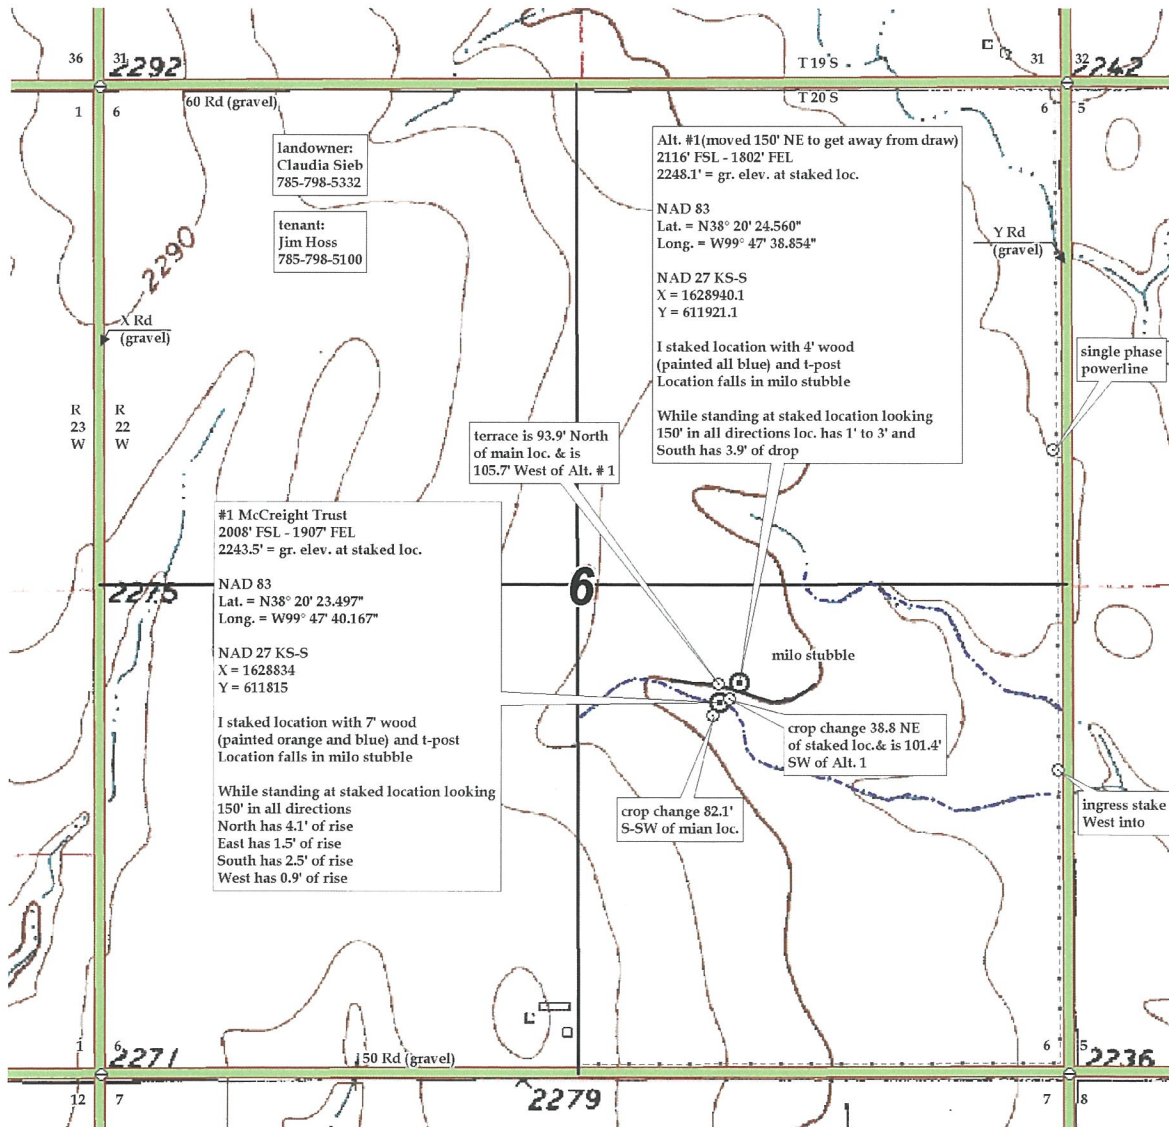 36
31
2292
T 19 S
31
32
2242
1
6
60 Rd (gravel)
T 20 S
6
5
landowner:
Claudia Sieb
785-798-5332
tenant:
Jim Hoss
785-798-5100
2290
X Rd
(gravel)
R
23
W
R
22
W
Alt. #1(moved 150' NE to get away from draw)
2116' FSL - 1802' FEL
2248.1' = gr. elev. at staked loc.
NAD 83
Lat. = N38° 20' 24.560"
Long. = W99° 47' 38.854"
NAD 27 KS-S
X = 1628940.1
Y = 611921.1
I staked location with 4' wood
(painted all blue) and t-post
Location falls in milo stubble
While standing at staked location looking
150' in all directions loc. has 1' to 3' and
South has 3.9' of drop
Y Rd
(gravel)
single phase
powerline
terrace is 93.9' North
of main loc. & is
105.7' West of Alt. # 1
#1 McCreight Trust
2008' FSL - 1907' FEL
2243.5' = gr. elev. at staked loc.
NAD 83
Lat. = N38° 20' 23.497"
Long. = W99° 47' 40.167"
NAD 27 KS-S
X = 1628834
Y = 611815
I staked location with 7' wood
(painted orange and blue) and t-post
Location falls in milo stubble
While standing at staked location looking
150' in all directions
North has 4.1' of rise
East has 1.5' of rise
South has 2.5' of rise
West has 0.9' of rise
2275
6
milo stubble
crop change 38.8 NE
of staked loc.& is 101.4'
SW of Alt. 1
crop change 82.1'
S-SW of mian loc.
ingress stake
West into
1
6
2271
50 Rd (gravel)
6
5
2236
12
7
2279
7
8